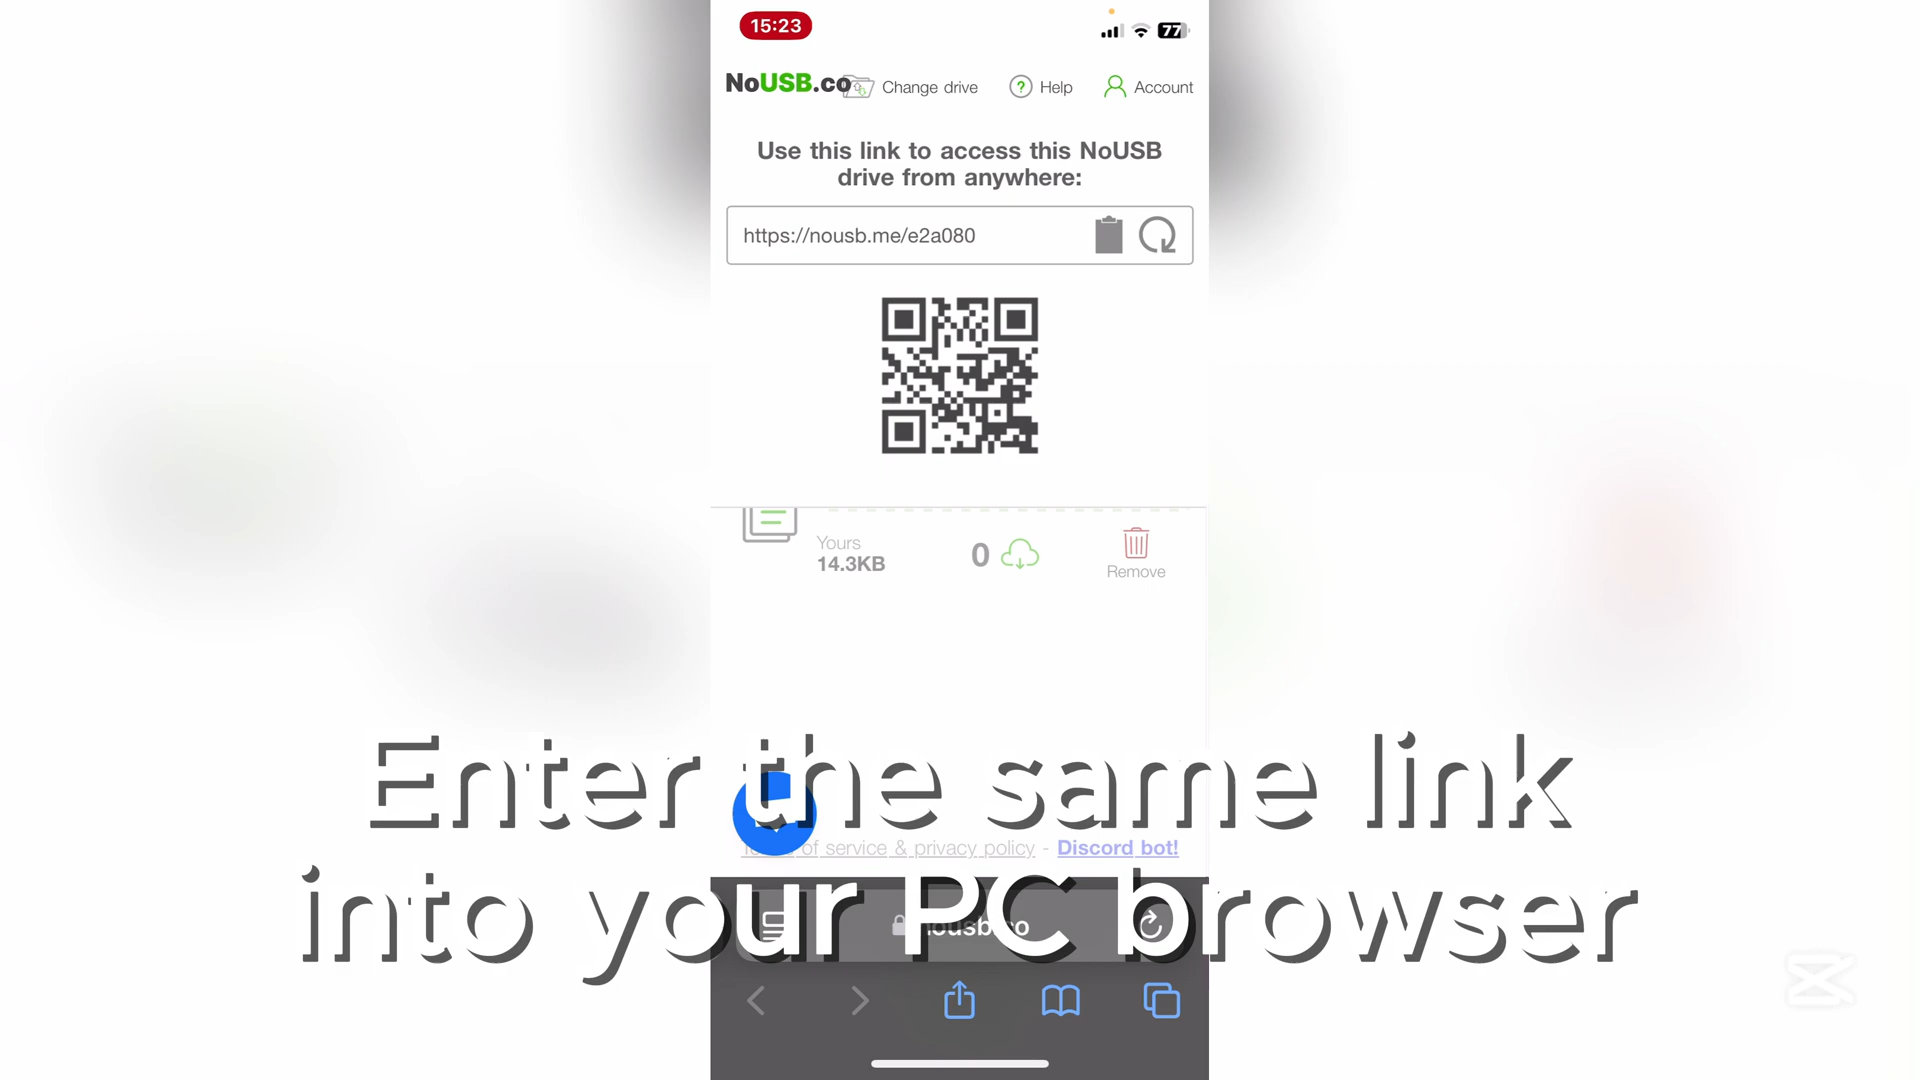 15:23
77
NoUSB.co Change drive Help Account
Use this link to access this NoUSB
drive from anywhere:
https://nousb.me/e2a080
Yours
14.3KB
0
Remove
of service & privacy policy - Discord bot!
Enter the same link
into your PC browser